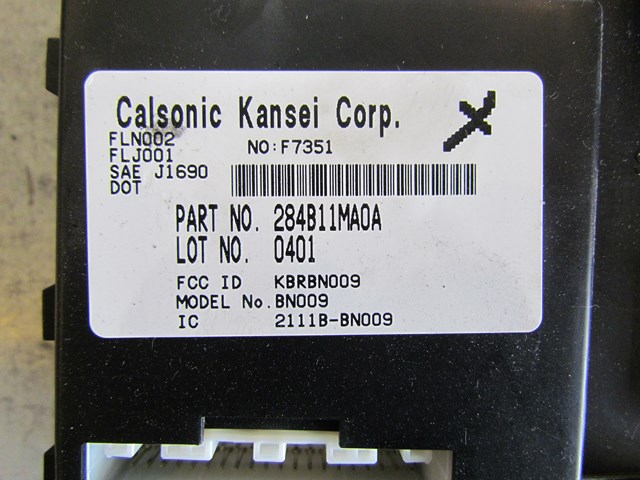 Calsonic Kansei Corp.
FLN002
NO:F7351
FLJ001
SAE J1690
DOT
PART NO. 284B11MA0A
LOT NO. 0401
FCC ID KBRBN009
MODEL No. BN009
IC 2111B-BN009